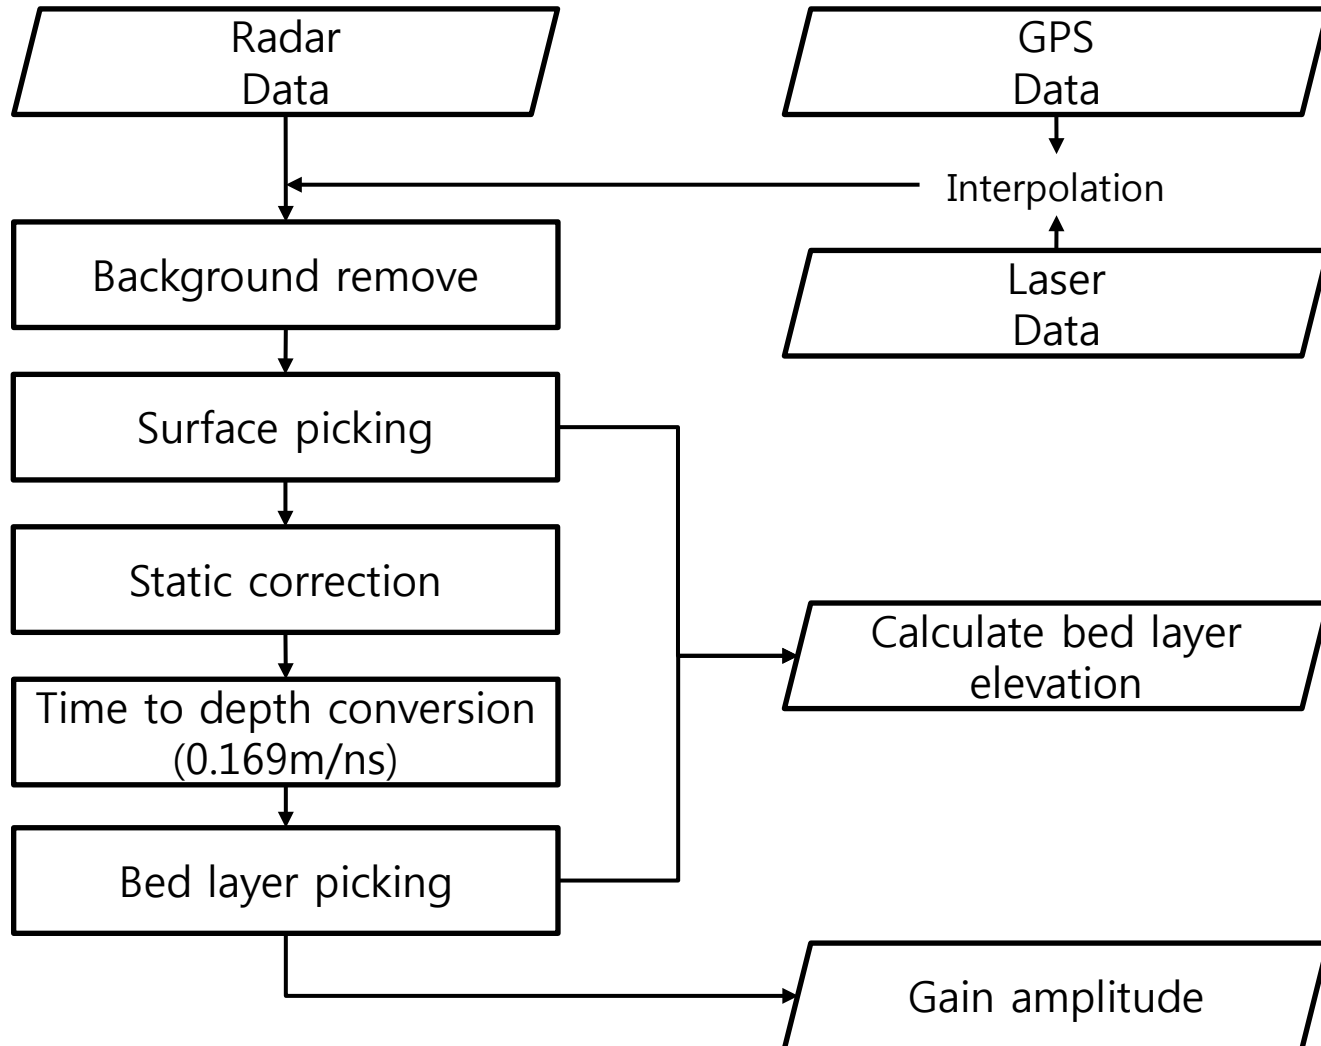 Radar
Data
GPS
Data
Interpolation
Laser
Data
Background remove
Surface picking
Static correction
Time to depth conversion
(0.169m/ns)
Bed layer picking
Calculate bed layer
elevation
Gain amplitude